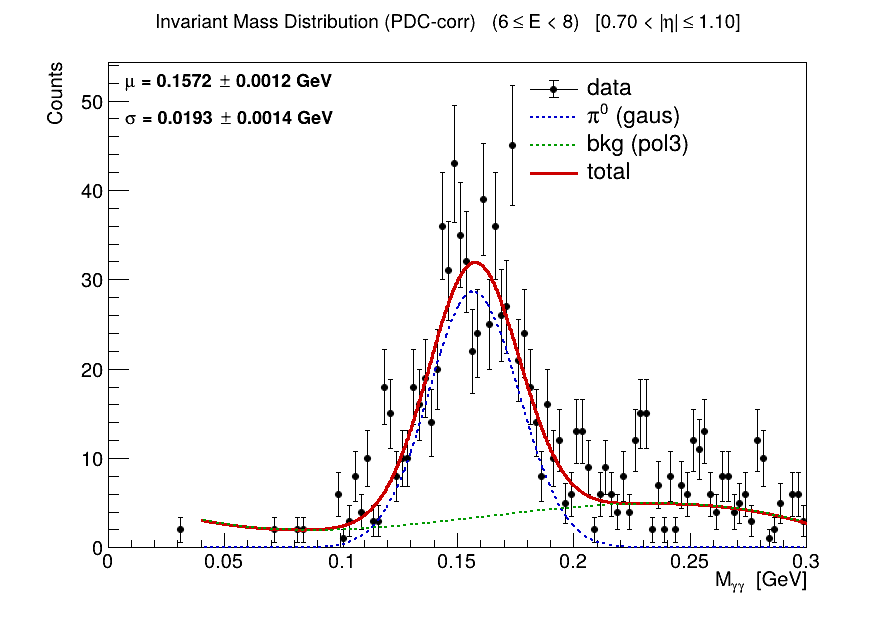 Invariant Mass Distribution (PDC-corr) (6 ≤ E < 8) [0.70 < |η| ≤ 1.10]
Counts
μ = 0.1572 ± 0.0012 GeV
σ = 0.0193 ± 0.0014 GeV
data
π⁰ (gaus)
bkg (pol3)
total
50
40
30
20
10
0
0 0.05 0.1 0.15 0.2 0.25 0.3
M_γγ [GeV]